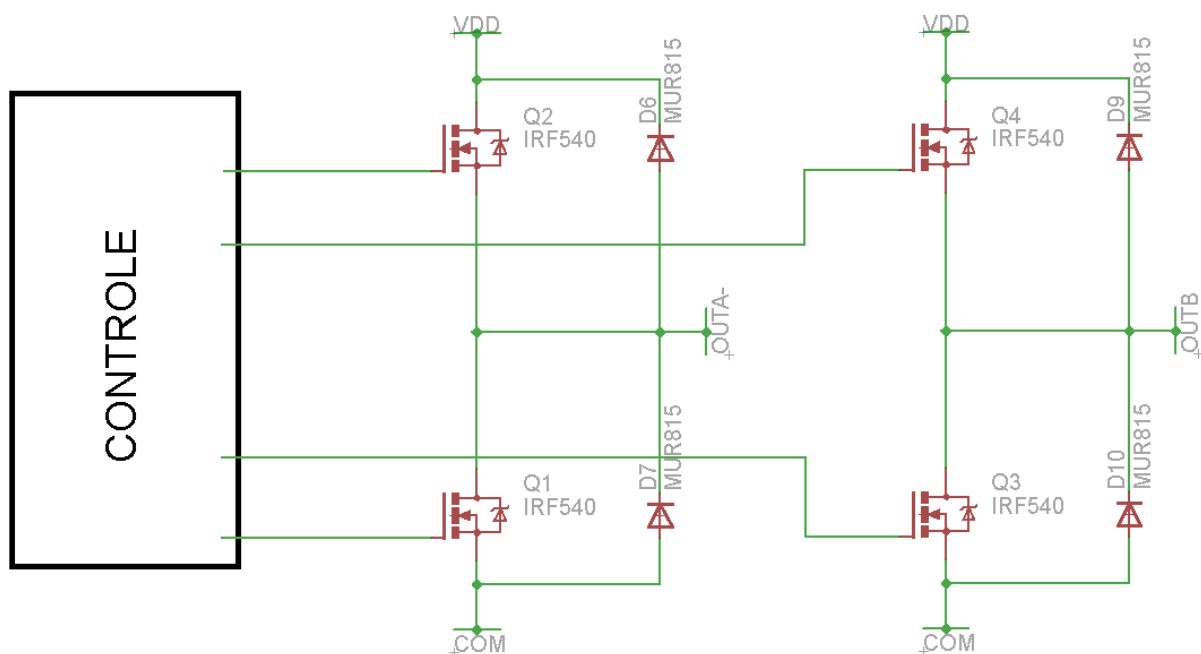 CONTROLE
VDD
Q2
IRF540
D6
MUR815
OUTA-
Q1
IRF540
D7
MUR815
COM
VDD
Q4
IRF540
D9
MUR815
OUTB
Q3
IRF540
D10
MUR815
COM